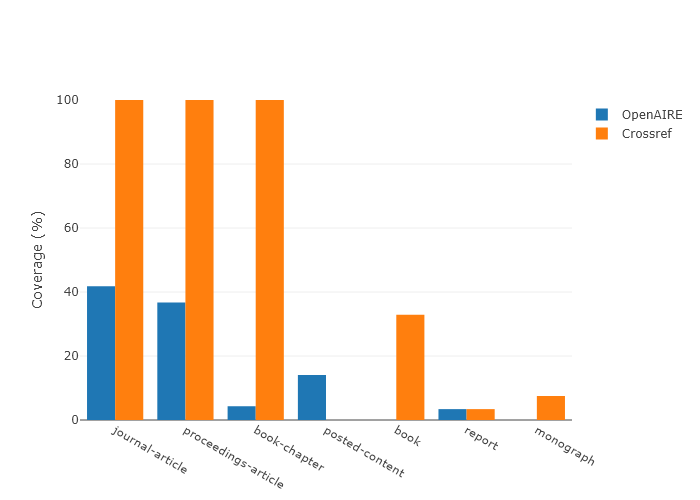 100
80
60
40
20
0
Coverage (%)
journal-article
proceedings-article
book-chapter
posted-content
book
report
monograph
OpenAIRE
Crossref